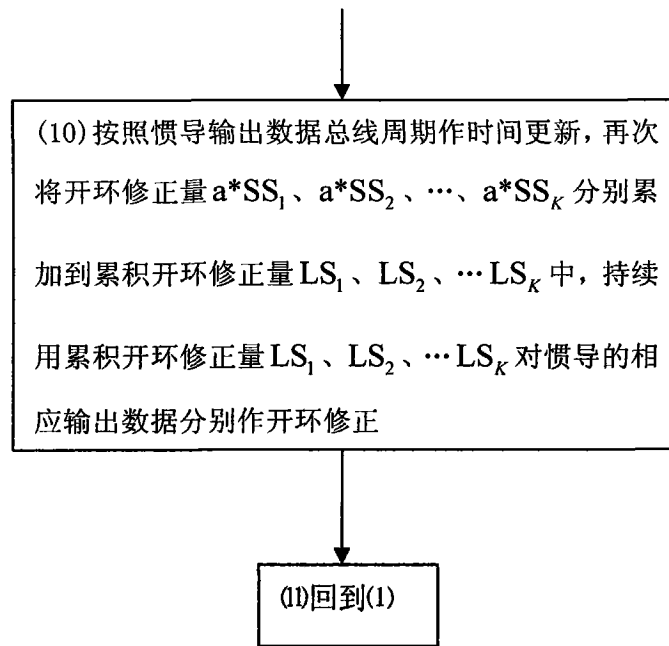 (10)按照惯导输出数据总线周期作时间更新,再次
将开环修正量a*SS₁、a*SS₂、…、a*SS_K 分别累
加到累积开环修正量LS₁、LS₂、…LS_K中,持续
用累积开环修正量LS₁、LS₂、…LS_K对惯导的相
应输出数据分别作开环修正
(11)回到(1)